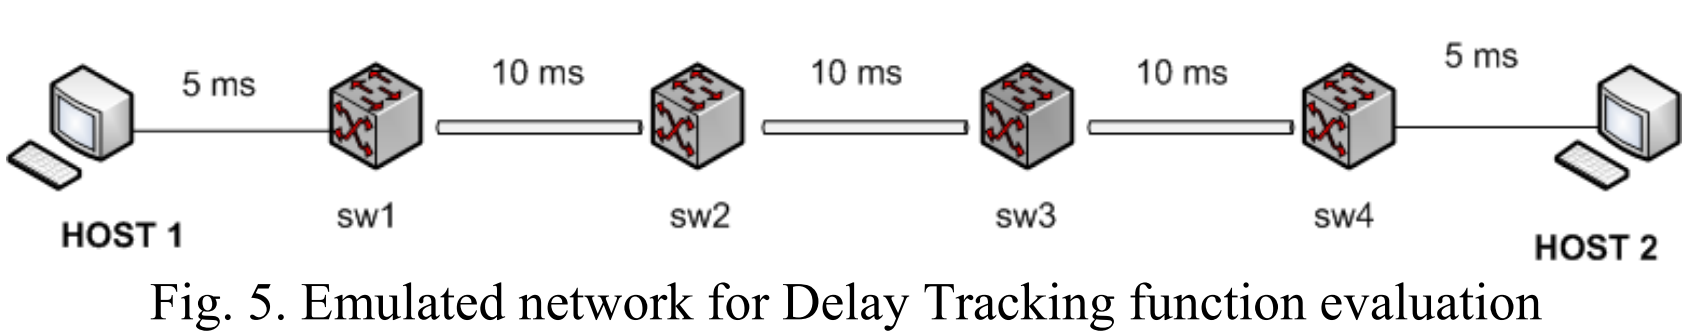 5 ms
10 ms
10 ms
10 ms
5 ms
HOST 1
sw1
sw2
sw3
sw4
HOST 2
Fig. 5. Emulated network for Delay Tracking function evaluation